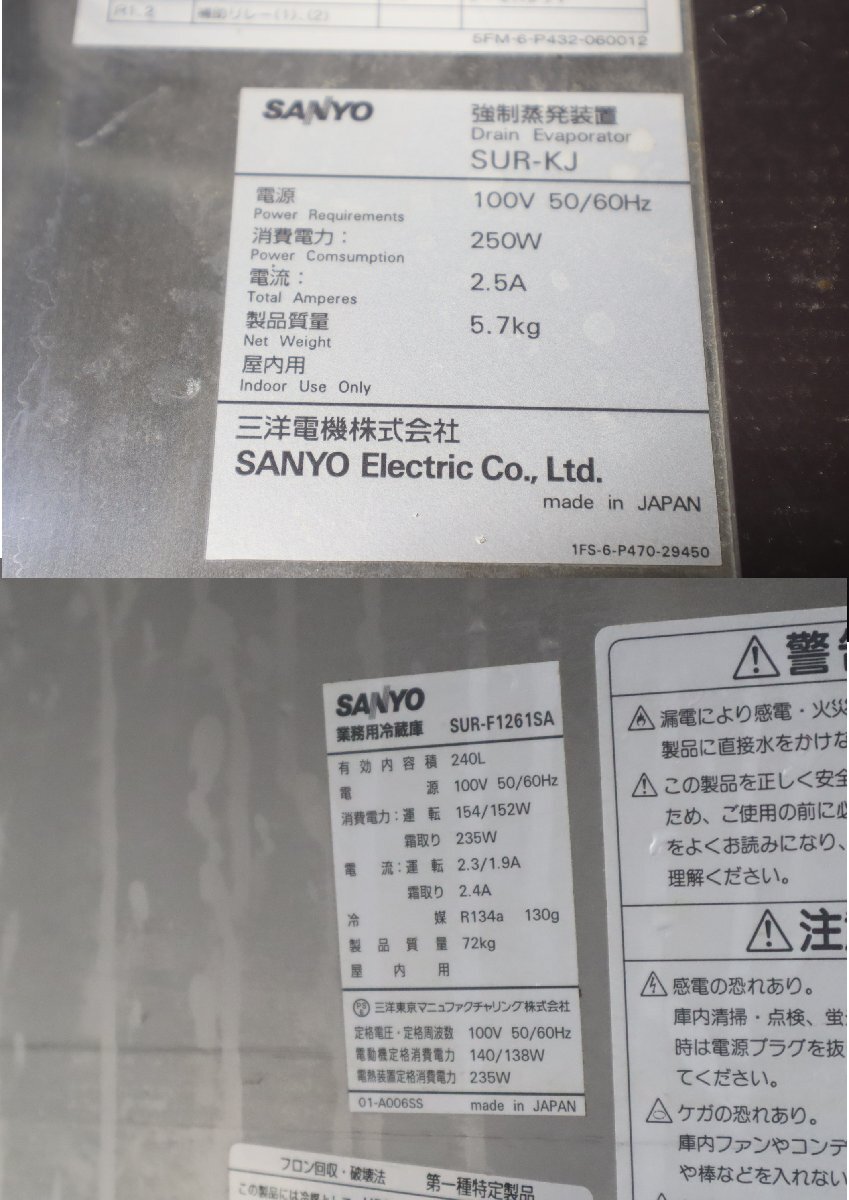 RY.2 補助リレー(1),(2)
5FM-6-P432-060012
SANYO 強制蒸発装置
Drain Evaporator
SUR-KJ
電源 100V 50/60Hz
Power Requirements
消費電力： 250W
Power Comsumption
電流： 2.5A
Total Amperes
製品質量 5.7kg
Net Weight
屋内用
Indoor Use Only
三洋電機株式会社
SANYO Electric Co., Ltd.
made in JAPAN
1FS-6-P470-29450
SANYO
業務用冷蔵庫 SUR-F1261SA
有効内容積 240L
電源 100V 50/60Hz
消費電力：運転 154/152W
霜取り 235W
電流：運転 2.3/1.9A
霜取り 2.4A
冷媒 R134a 130g
製品質量 72kg
屋内用
PSE 三洋東京マニュファクチャリング株式会社
定格電圧・定格周波数 100V 50/60Hz
電動機定格消費電力 140/138W
電熱装置定格消費電力 235W
01-A006SS made in JAPAN
フロン回収・破壊法 第一種特定製品
警
漏電により感電・火災
製品に直接水をかけな
この製品を正しく安全
ため、ご使用の前に必
をよくお読みになり、
理解ください。
注
感電の恐れあり。
庫内清掃・点検、蛍
時は電源プラグを抜
てください。
ケガの恐れあり。
庫内ファンやコンデ
や棒などを入れない